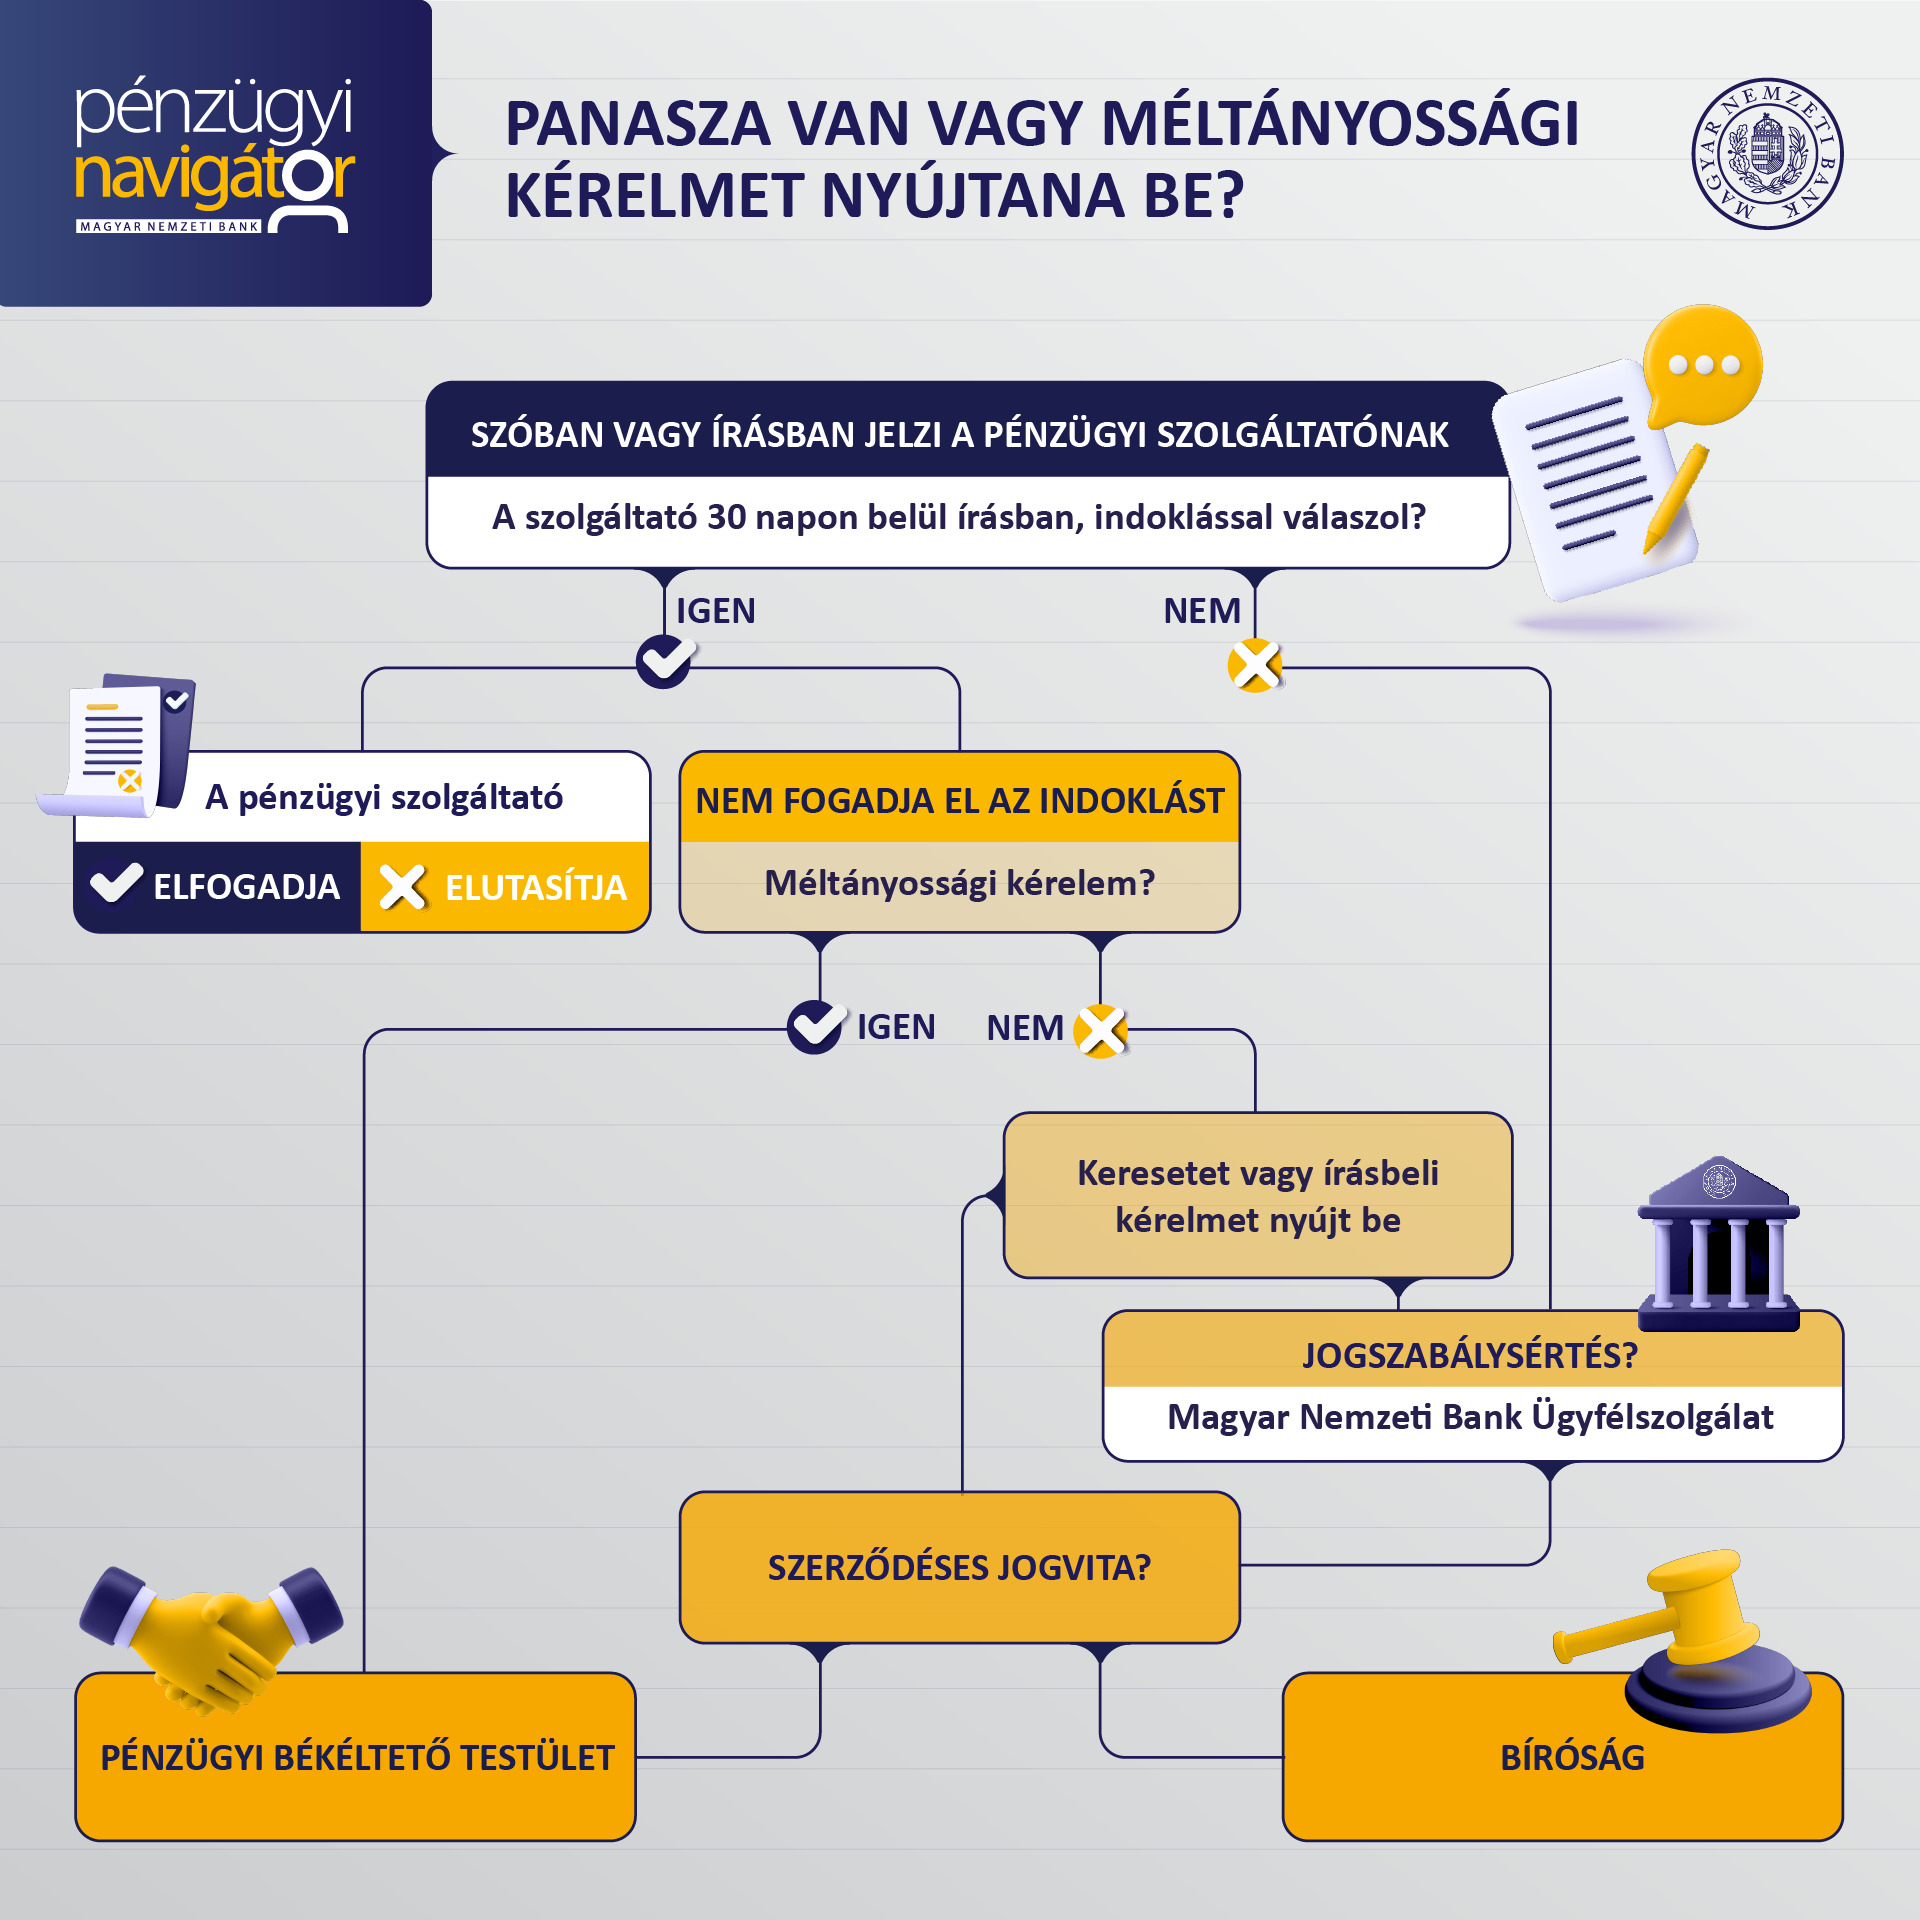 pénzügyi
navigátor
MAGYAR NEMZETI BANK
PANASZA VAN VAGY MÉLTÁNYOSSÁGI
KÉRELMET NYÚJTANA BE?
MAGYAR NEMZETI BANK
SZÓBAN VAGY ÍRÁSBAN JELZI A PÉNZÜGYI SZOLGÁLTATÓNAK
A szolgáltató 30 napon belül írásban, indoklással válaszol?
IGEN
NEM
A pénzügyi szolgáltató
ELFOGADJA
ELUTASÍTJA
NEM FOGADJA EL AZ INDOKLÁST
Méltányossági kérelem?
IGEN
NEM
Keresetet vagy írásbeli
kérelmet nyújt be
JOGSZABÁLYSÉRTÉS?
Magyar Nemzeti Bank Ügyfélszolgálat
SZERZŐDÉSES JOGVITA?
PÉNZÜGYI BÉKÉLTETŐ TESTÜLET
BÍRÓSÁG